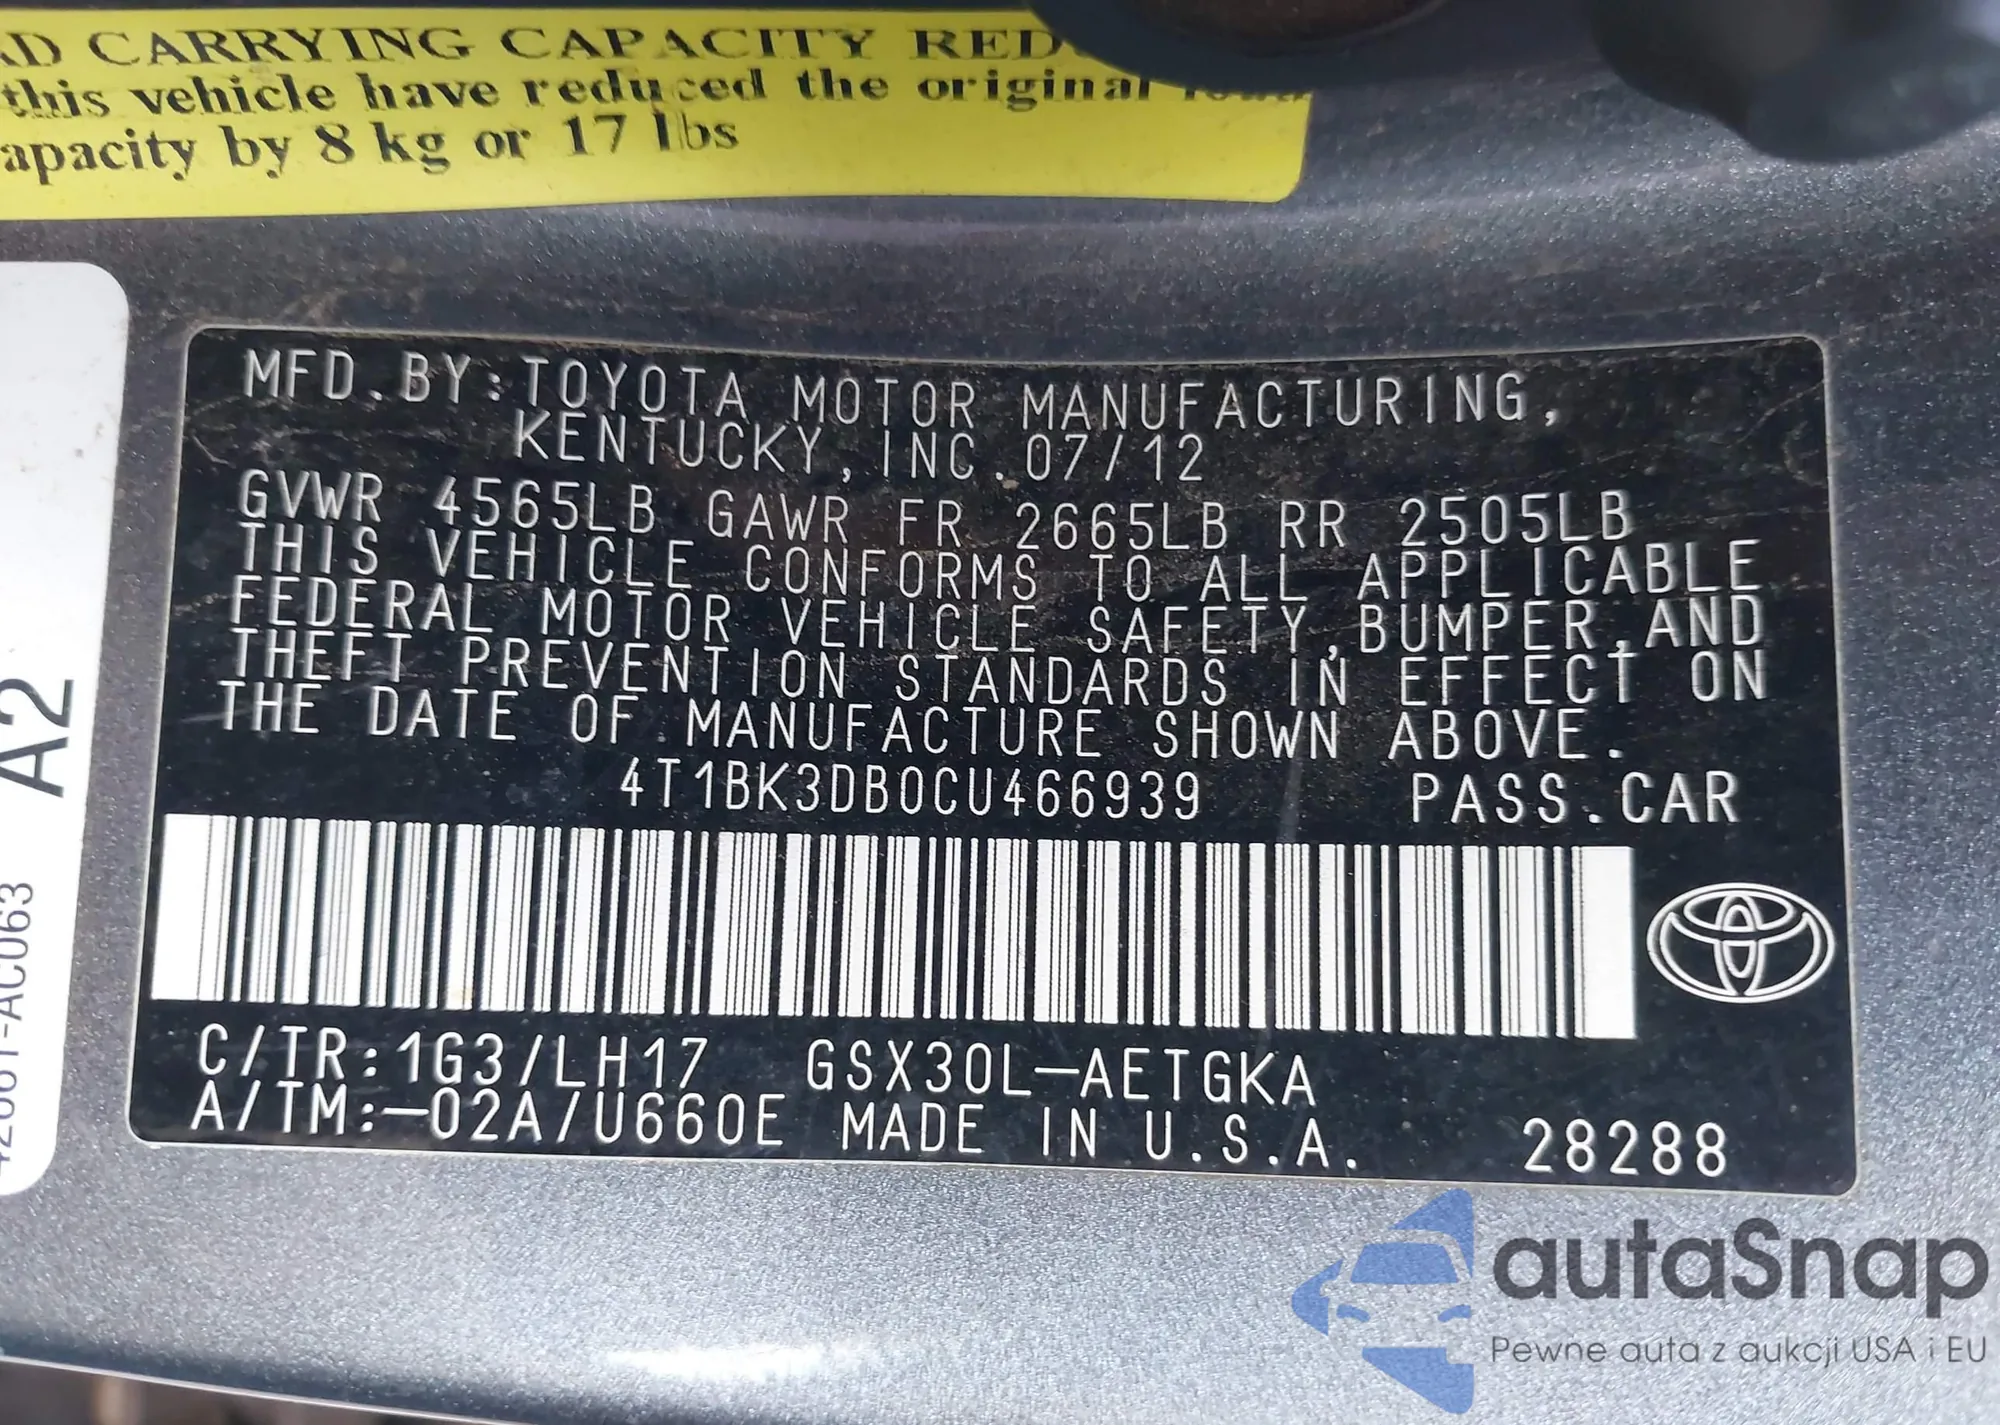 AD CARRYING CAPACITY RED
this vehicle have reduced the original
apacity by 8 kg or 17 lbs
A2
MFD.BY:TOYOTA MOTOR MANUFACTURING,
KENTUCKY,INC.07/12
GVWR 4565LB GAWR FR 2665LB RR 2505LB
THIS VEHICLE CONFORMS TO ALL APPLICABLE
FEDERAL MOTOR VEHICLE SAFETY,BUMPER,AND
THEFT PREVENTION STANDARDS IN EFFECT ON
THE DATE OF MANUFACTURE SHOWN ABOVE.
4T1BK3DB0CU466939 PASS.CAR
C/TR:1G3/LH17 GSX30L-AETGKA
A/TM:-02A/U660E MADE IN U.S.A. 28288
autaSnap
Pewne auta z aukcji USA i EU